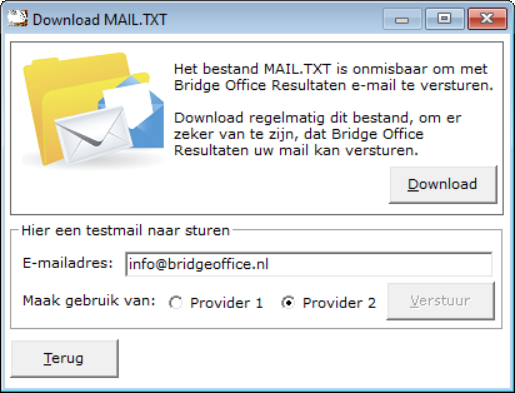 Download MAIL.TXT
Het bestand MAIL.TXT is onmisbaar om met
Bridge Office Resultaten e-mail te versturen.
Download regelmatig dit bestand, om er
zeker van te zijn, dat Bridge Office
Resultaten uw mail kan versturen.
Download
Hier een testmail naar sturen
E-mailadres: info@bridgeoffice.nl
Maak gebruik van: Provider 1 Provider 2 Verstuur
Terug